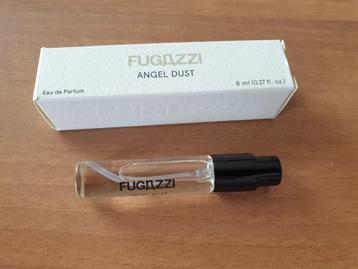 FUGAZZI
ANGEL DUST
Eau de Parfum
8 ml (0.27 fl. oz.)
FUGAZZI